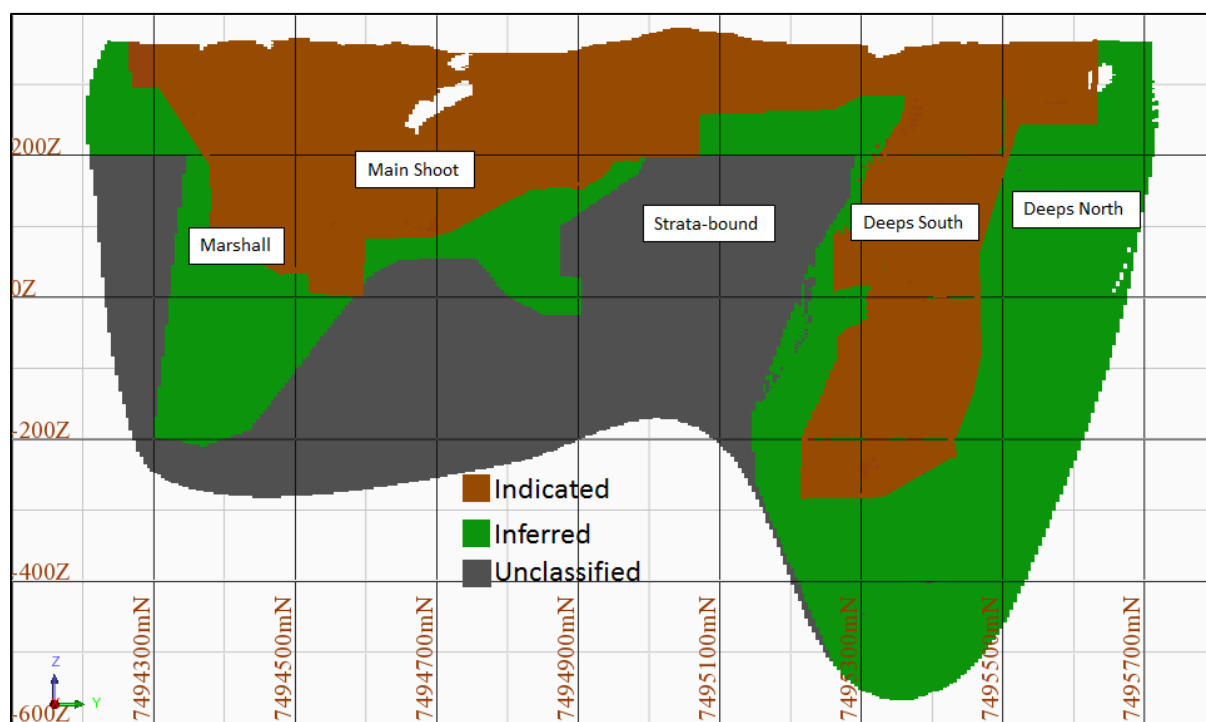 200Z
Main Shoot
Marshall
Strata-bound
Deeps South
Deeps North
0Z
-200Z
Indicated
Inferred
Unclassified
-400Z
-600Z
7494300mN
7494500mN
7494700mN
7494900mN
7495100mN
7495300mN
7495500mN
7495700mN
Z
X
Y